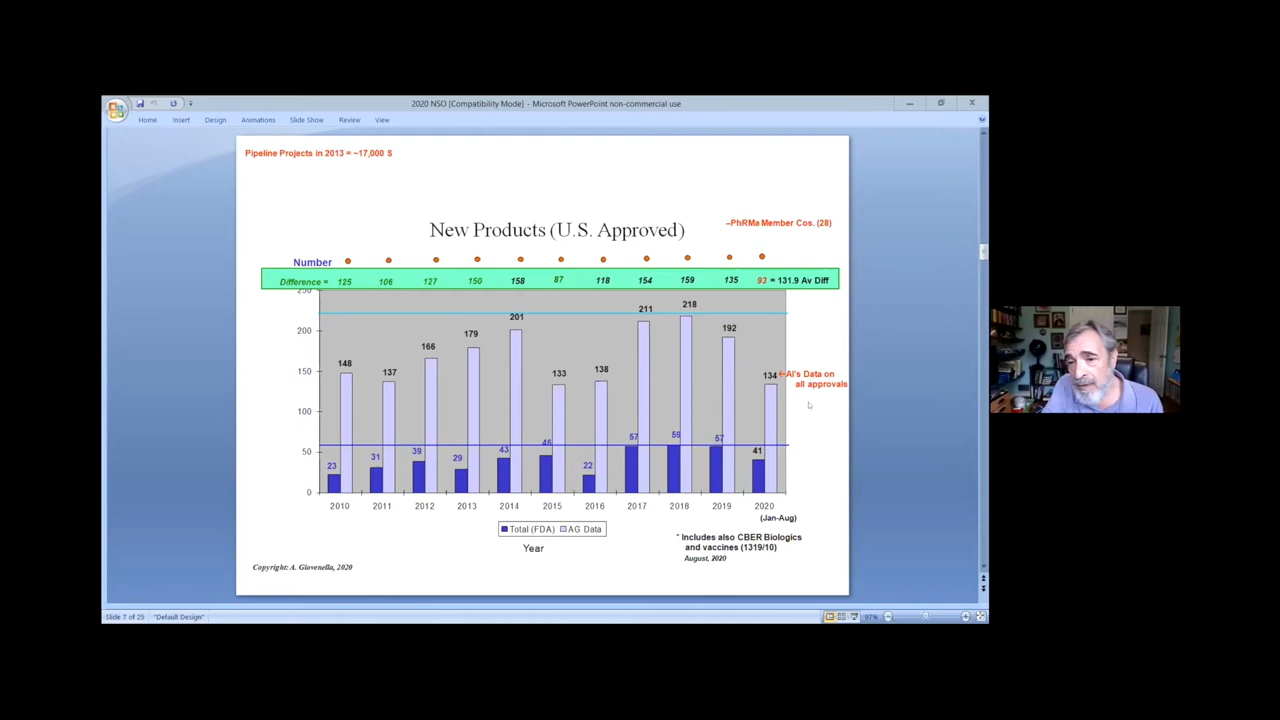 2020 NSO [Compatibility Mode] - Microsoft PowerPoint non-commercial use
Home Insert Design Animations Slide Show Review View
Pipeline Projects in 2013 = ~17,000 S
New Products (U.S. Approved)
–PhRMa Member Cos. (28)
Number
Difference = 125 106 127 150 158 87 118 154 159 135 93 = 131.9 Av Diff
250
200
150
100
50
0
148 137 166 179 201 133 138 211 218 192 134
←Al's Data on
all approvals
23 31 39 29 43 46 22 57 59 57 41
2010 2011 2012 2013 2014 2015 2016 2017 2018 2019 2020
(Jan-Aug)
Total (FDA) AG Data
Year
* Includes also CBER Biologics
and vaccines (1319/10)
August, 2020
Copyright: A. Giovenella, 2020
Slide 7 of 25 "Default Design" 97%